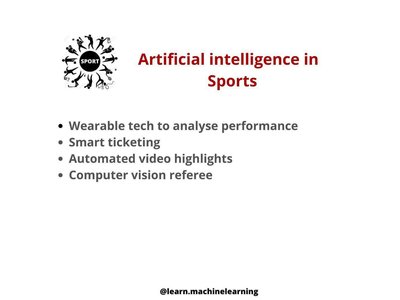 SPORT
Artificial intelligence in
Sports
• Wearable tech to analyse performance
• Smart ticketing
• Automated video highlights
• Computer vision referee
@learn.machinelearning